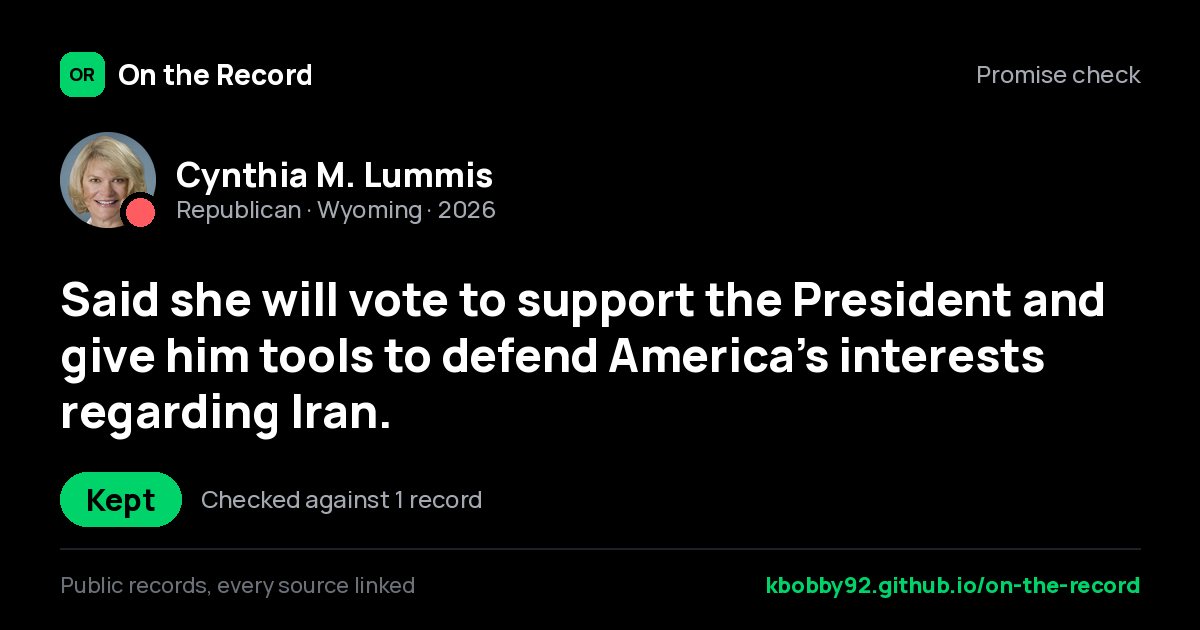 OR On the Record
Promise check
Cynthia M. Lummis
Republican · Wyoming · 2026
Said she will vote to support the President and
give him tools to defend America’s interests
regarding Iran.
Kept Checked against 1 record
Public records, every source linked
kbobby92.github.io/on-the-record